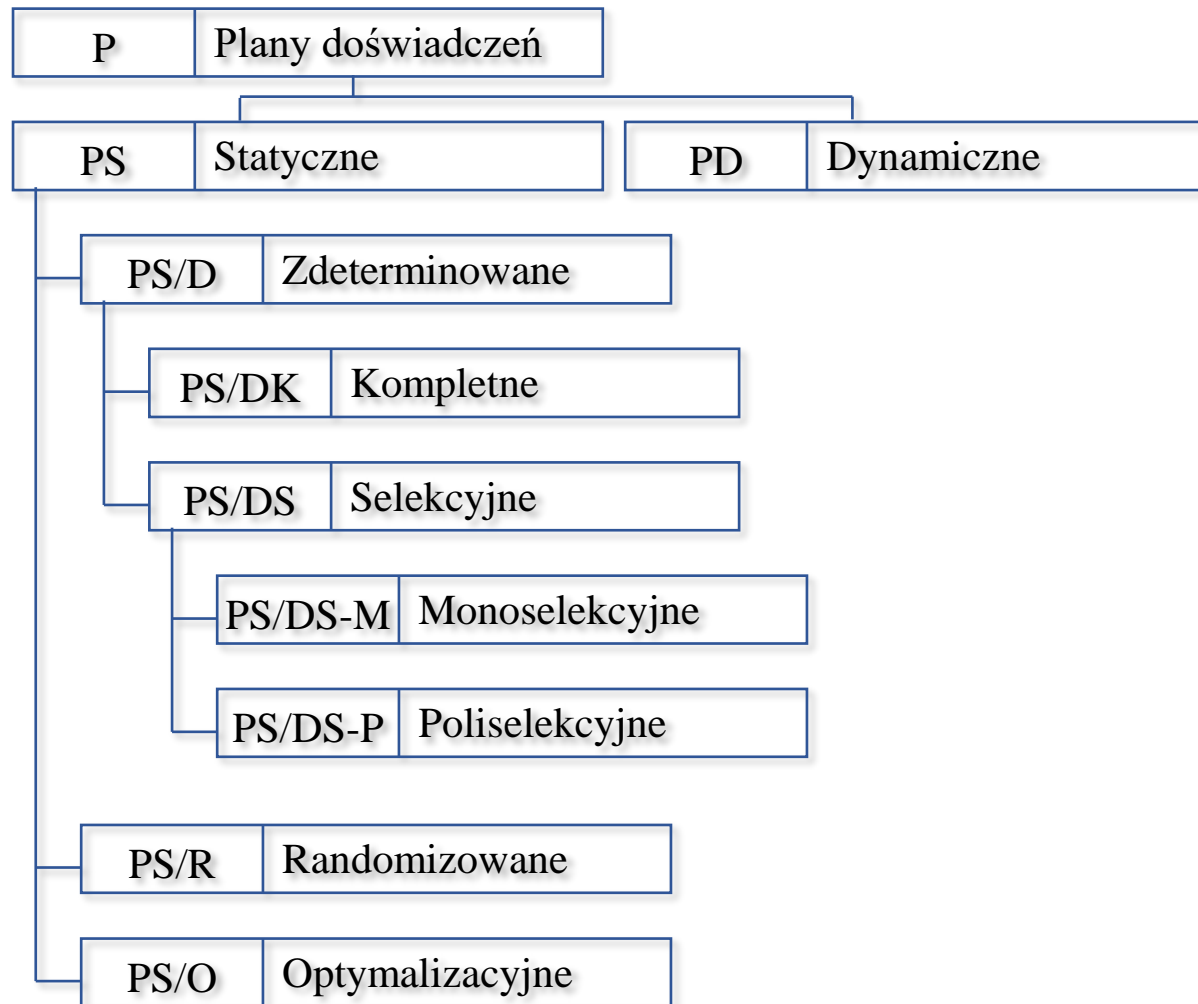 P Plany doświadczeń
PS Statyczne PD Dynamiczne
PS/D Zdeterminowane
PS/DK Kompletne
PS/DS Selekcyjne
PS/DS-M Monoselekcyjne
PS/DS-P Poliselekcyjne
PS/R Randomizowane
PS/O Optymalizacyjne